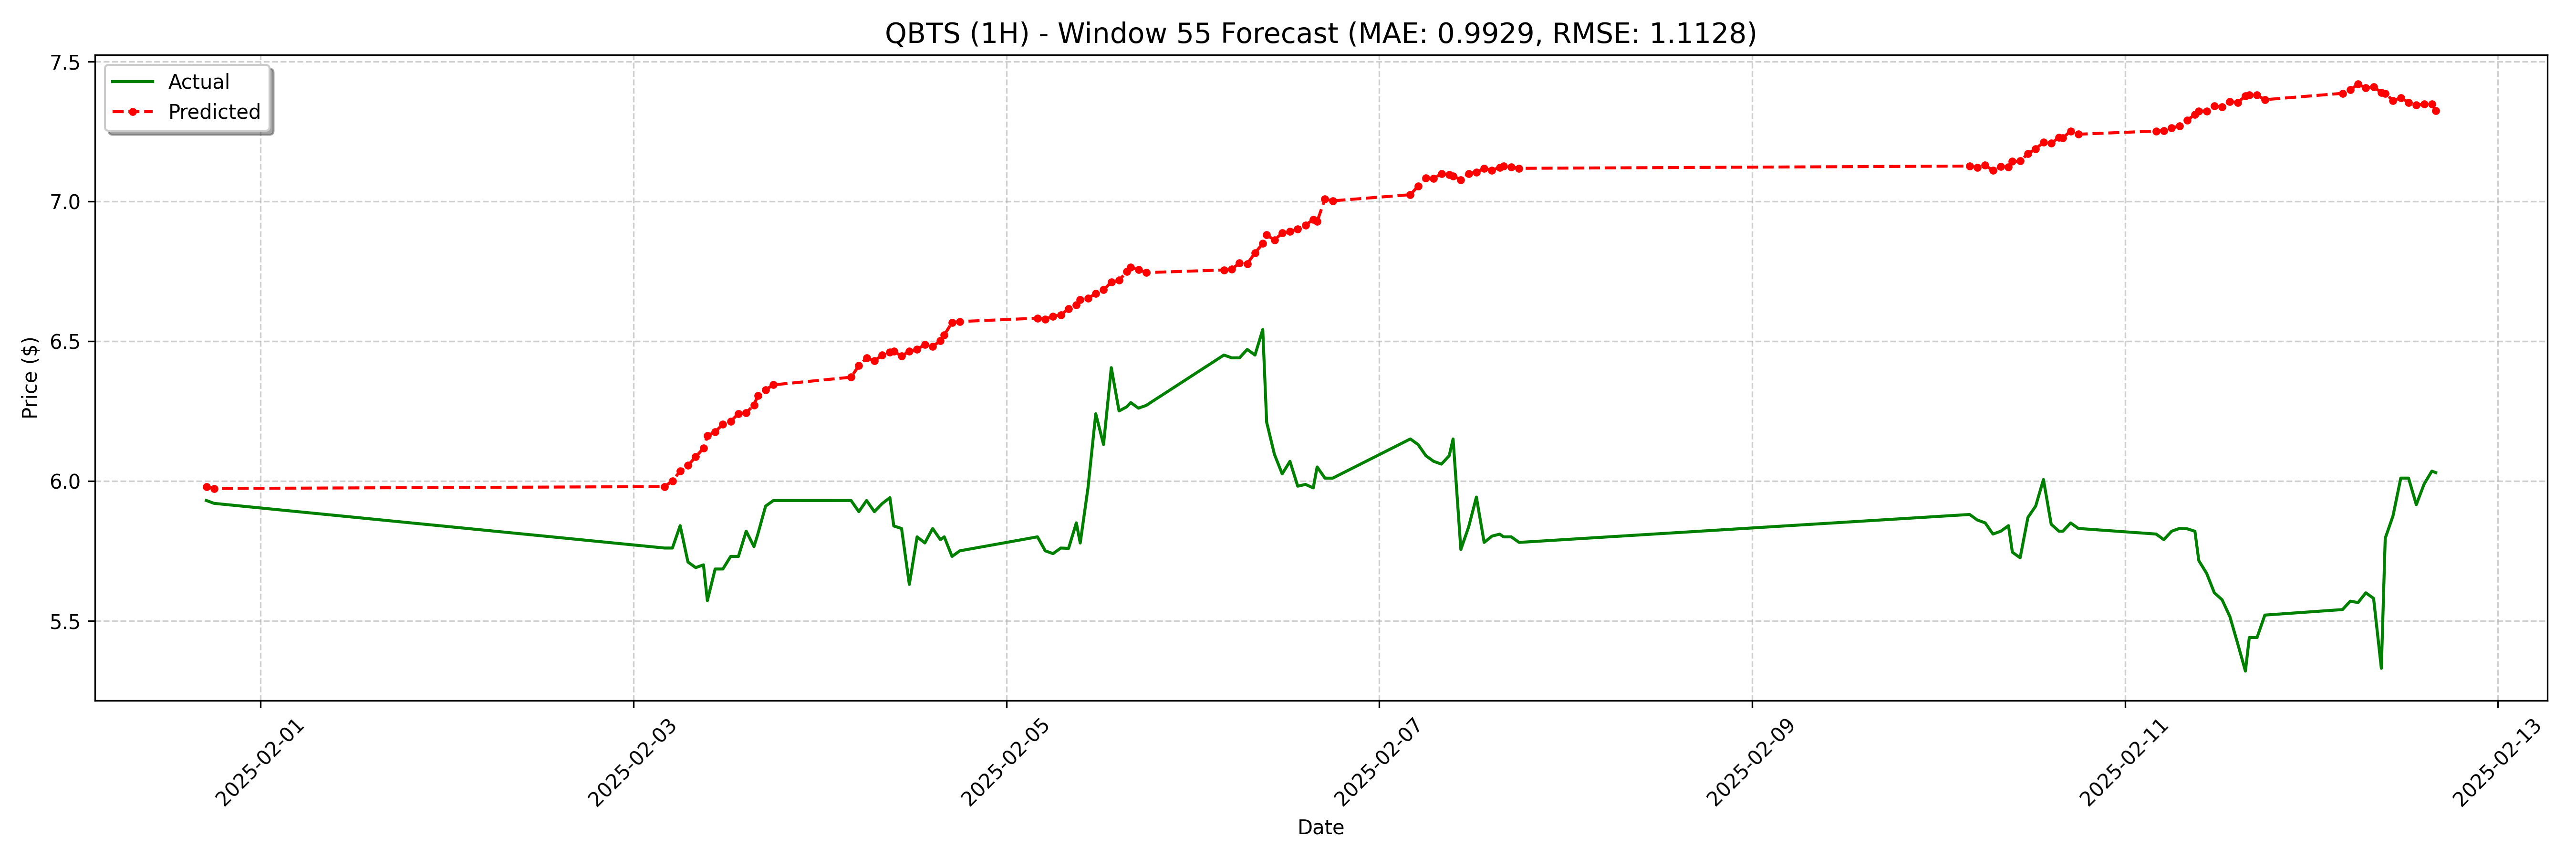 QBTS (1H) - Window 55 Forecast (MAE: 0.9929, RMSE: 1.1128)
Actual
Predicted
Price ($)
7.5
7.0
6.5
6.0
5.5
2025-02-01
2025-02-03
2025-02-05
2025-02-07
2025-02-09
2025-02-11
2025-02-13
Date